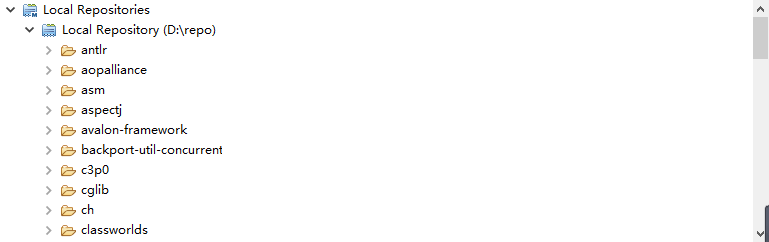 Local Repositories
Local Repository (D:\repo)
antlr
aopalliance
asm
aspectj
avalon-framework
backport-util-concurrent
c3p0
cglib
ch
classworlds